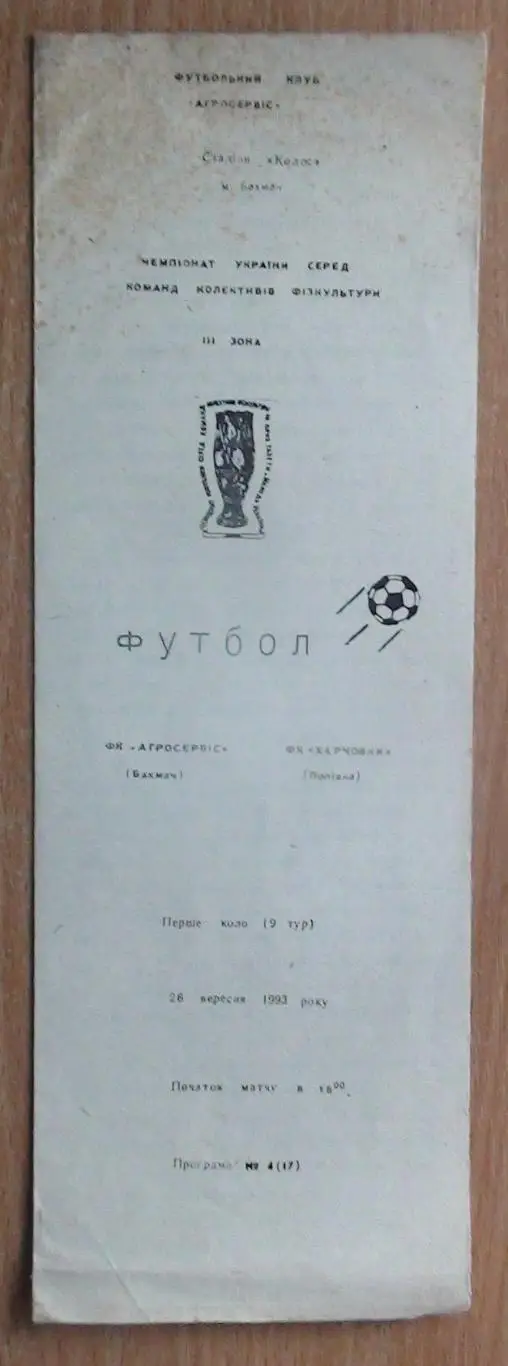 ФУТБОЛЬНИЙ КЛУБ
«АГРОСЕРВІС»
Стадіон «Колос»
м. Бахмач
ЧЕМПІОНАТ УКРАЇНИ СЕРЕД
КОМАНД КОЛЕКТИВІВ ФІЗКУЛЬТУРИ
III ЗОНА
ФУТБОЛ
ФК «АГРОСЕРВІС» ФК «ХАРЧОВИК»
(Бахмач) (Попівка)
Перше коло (9 тур)
26 вересня 1993 року
Початок матчу в 16⁰⁰.
Програма № 4(17)